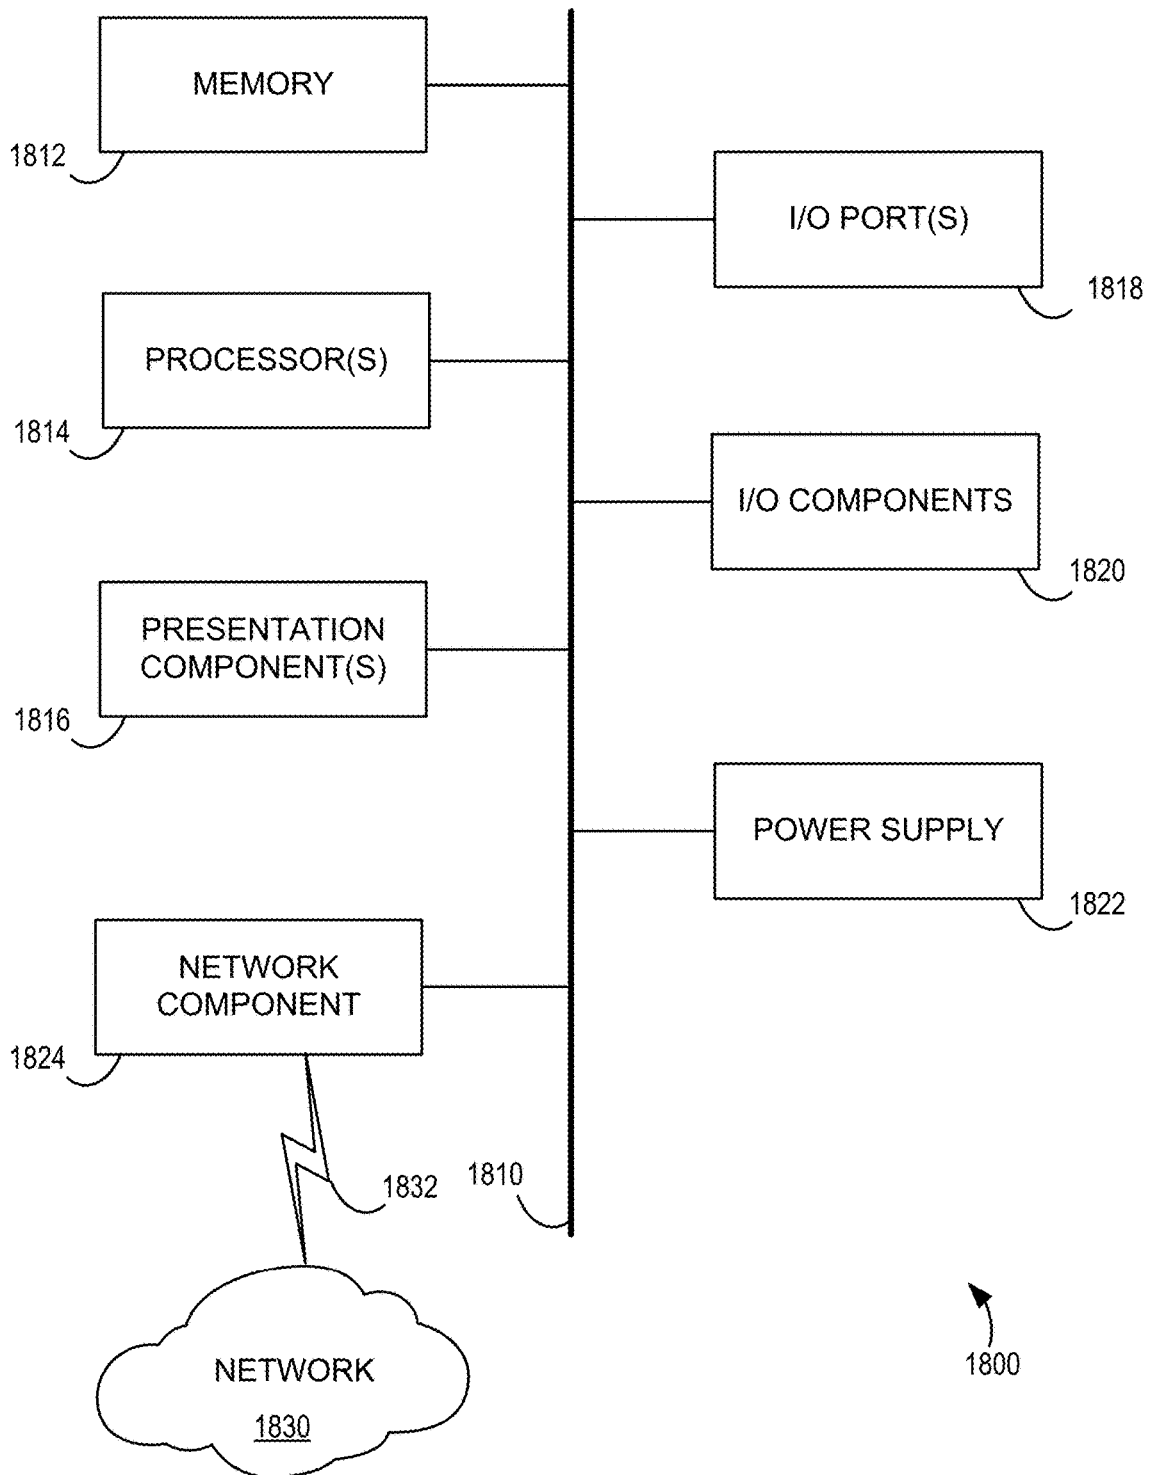 MEMORY
1812
I/O PORT(S)
1818
PROCESSOR(S)
1814
I/O COMPONENTS
1820
PRESENTATION
COMPONENT(S)
1816
POWER SUPPLY
1822
NETWORK
COMPONENT
1824
1832
1810
NETWORK
1830
1800